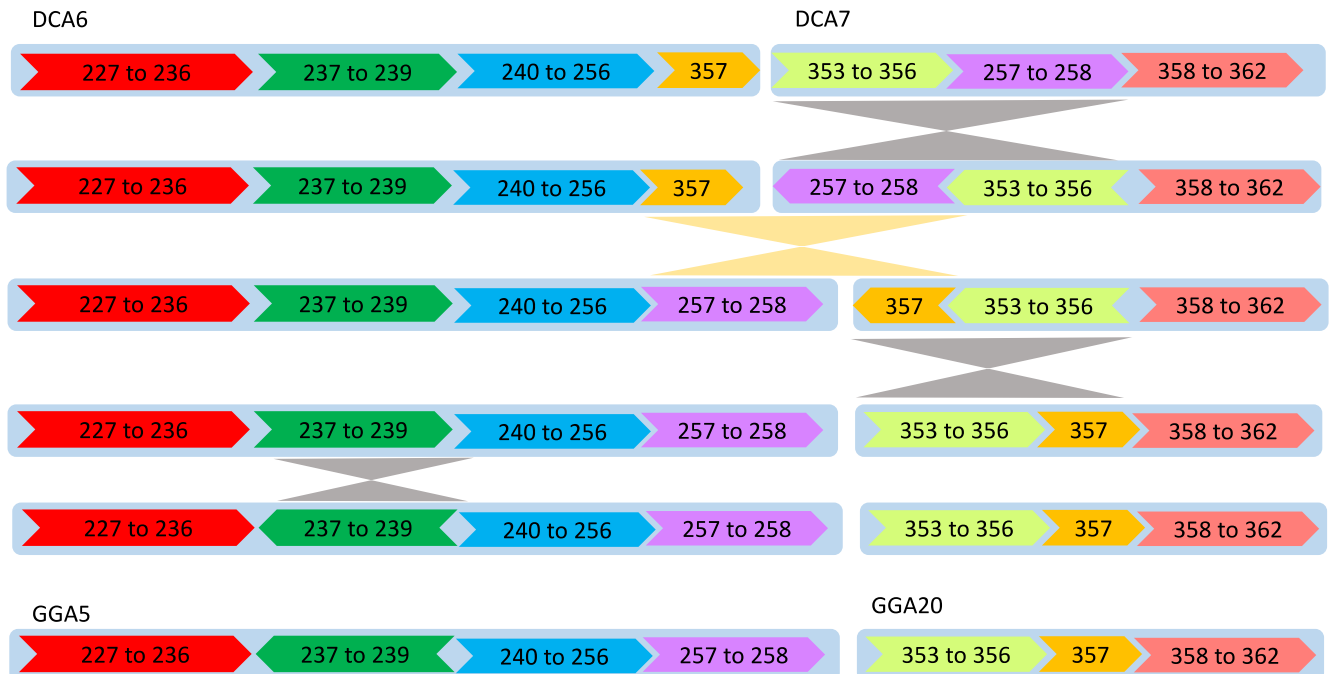 DCA6 DCA7
227 to 236 237 to 239 240 to 256 357 353 to 356 257 to 258 358 to 362
227 to 236 237 to 239 240 to 256 357 257 to 258 353 to 356 358 to 362
227 to 236 237 to 239 240 to 256 257 to 258 357 353 to 356 358 to 362
227 to 236 237 to 239 240 to 256 257 to 258 353 to 356 357 358 to 362
227 to 236 237 to 239 240 to 256 257 to 258 353 to 356 357 358 to 362
GGA5 GGA20
227 to 236 237 to 239 240 to 256 257 to 258 353 to 356 357 358 to 362